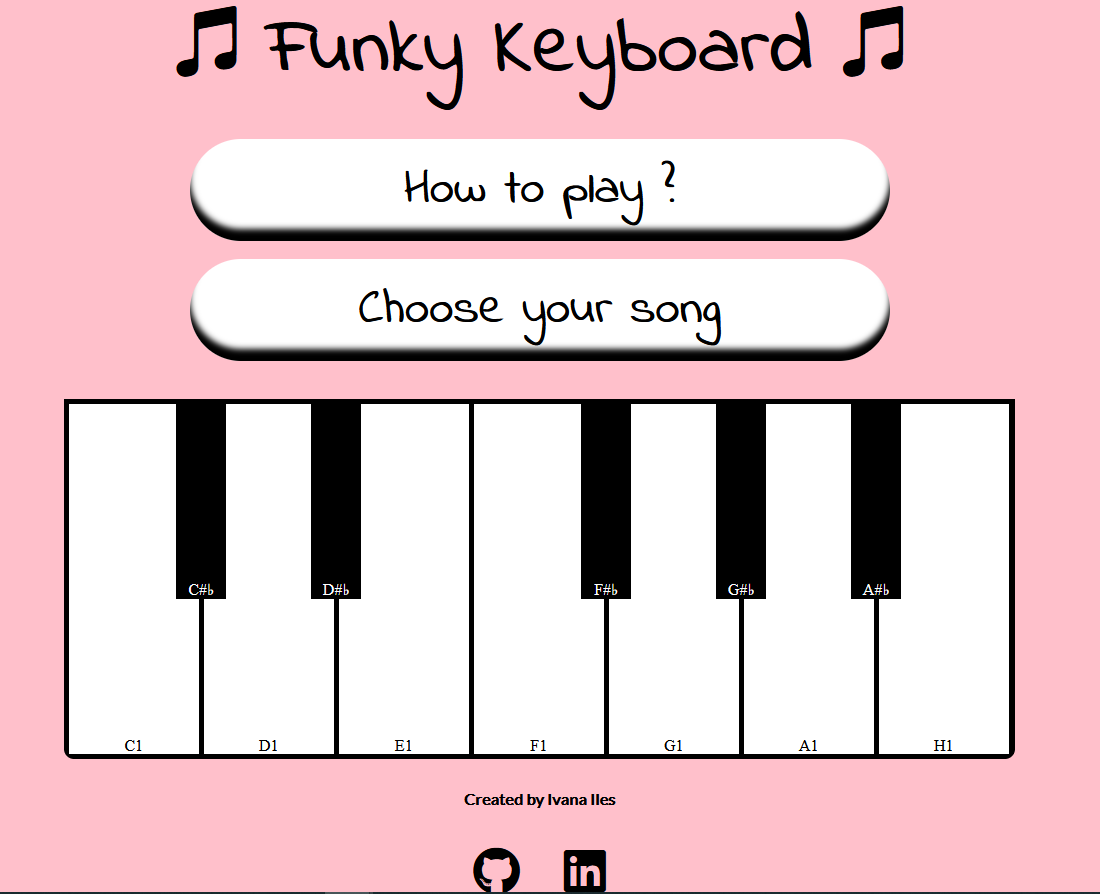 🎵 Funky Keyboard 🎵
How to play ?
Choose your song
C#b D#b F#b G#b A#b
C1 D1 E1 F1 G1 A1 H1
Created by Ivana Iles
in